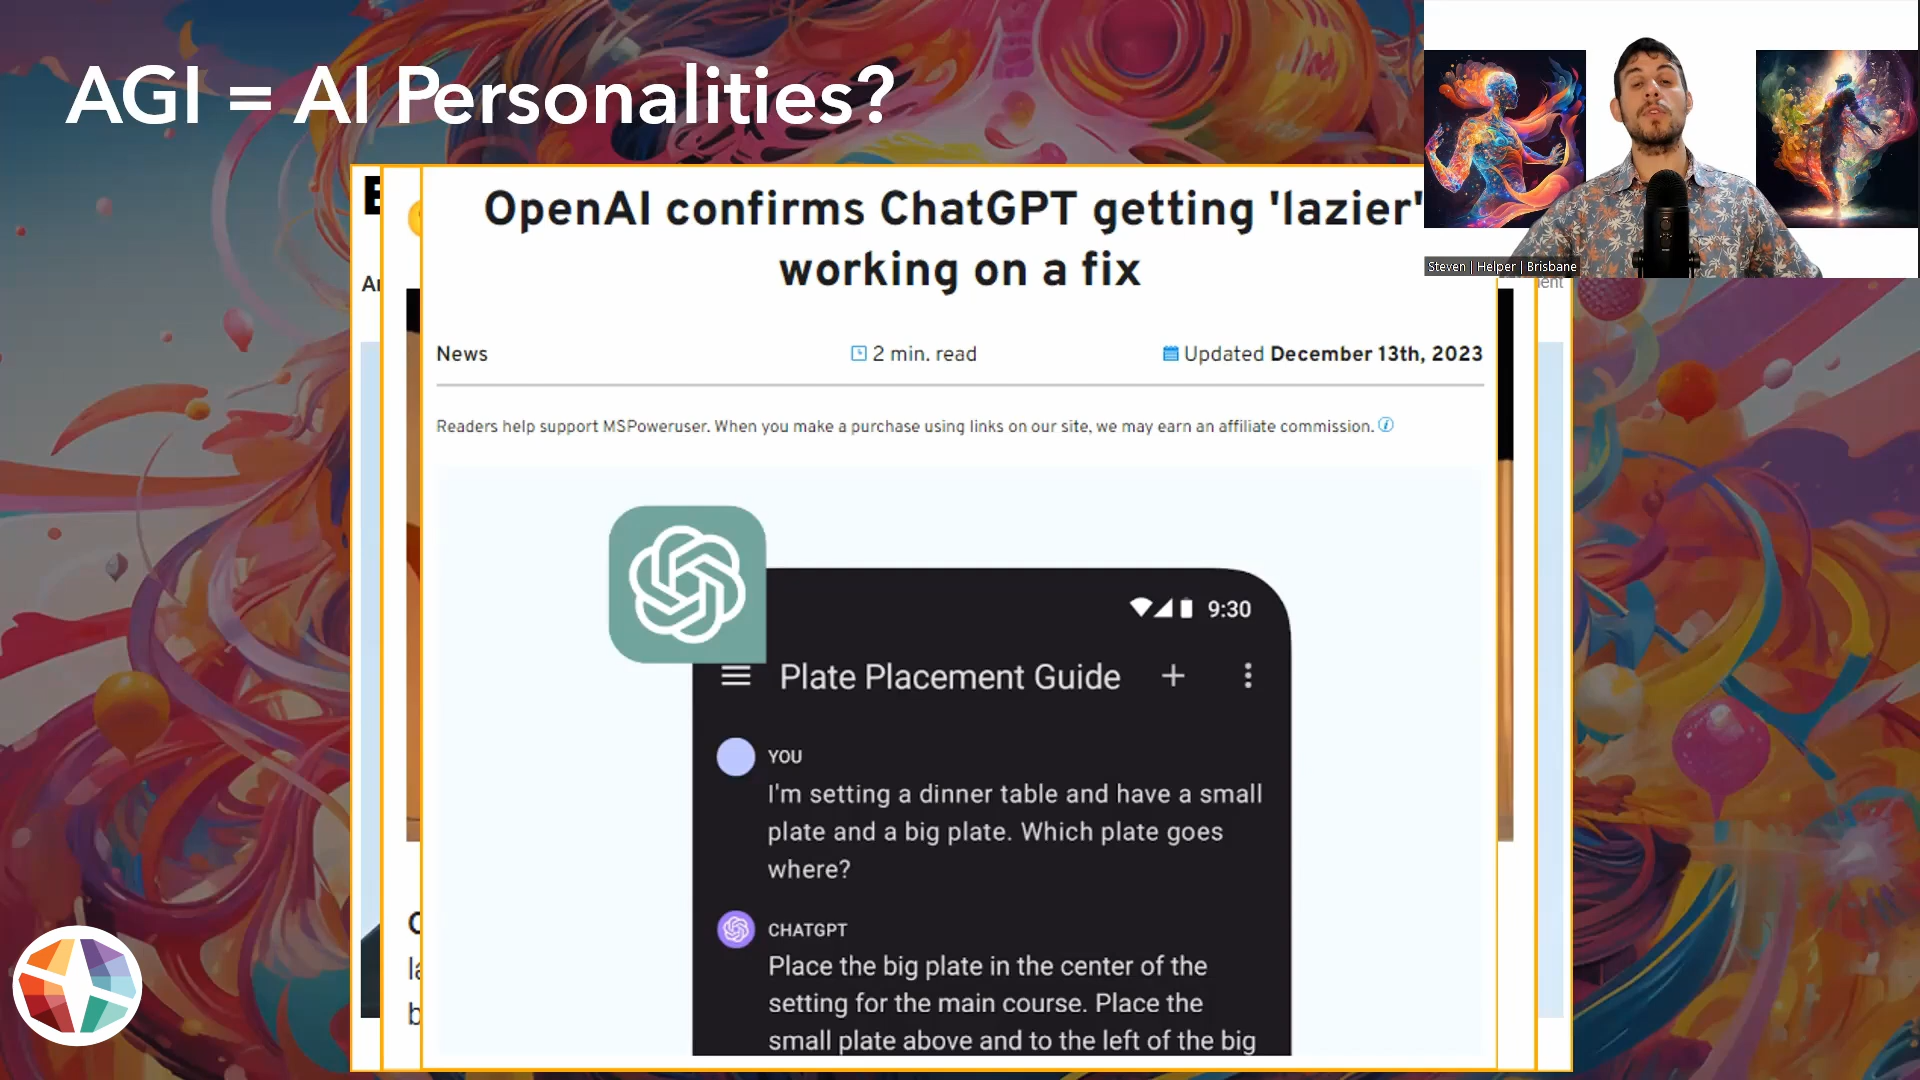 AGI = AI Personalities?
OpenAI confirms ChatGPT getting 'lazier'
working on a fix
Steven | Helper | Brisbane
News
2 min. read
Updated December 13th, 2023
Readers help support MSPoweruser. When you make a purchase using links on our site, we may earn an affiliate commission.
9:30
Plate Placement Guide
YOU
I'm setting a dinner table and have a small
plate and a big plate. Which plate goes
where?
CHATGPT
Place the big plate in the center of the
setting for the main course. Place the
small plate above and to the left of the big